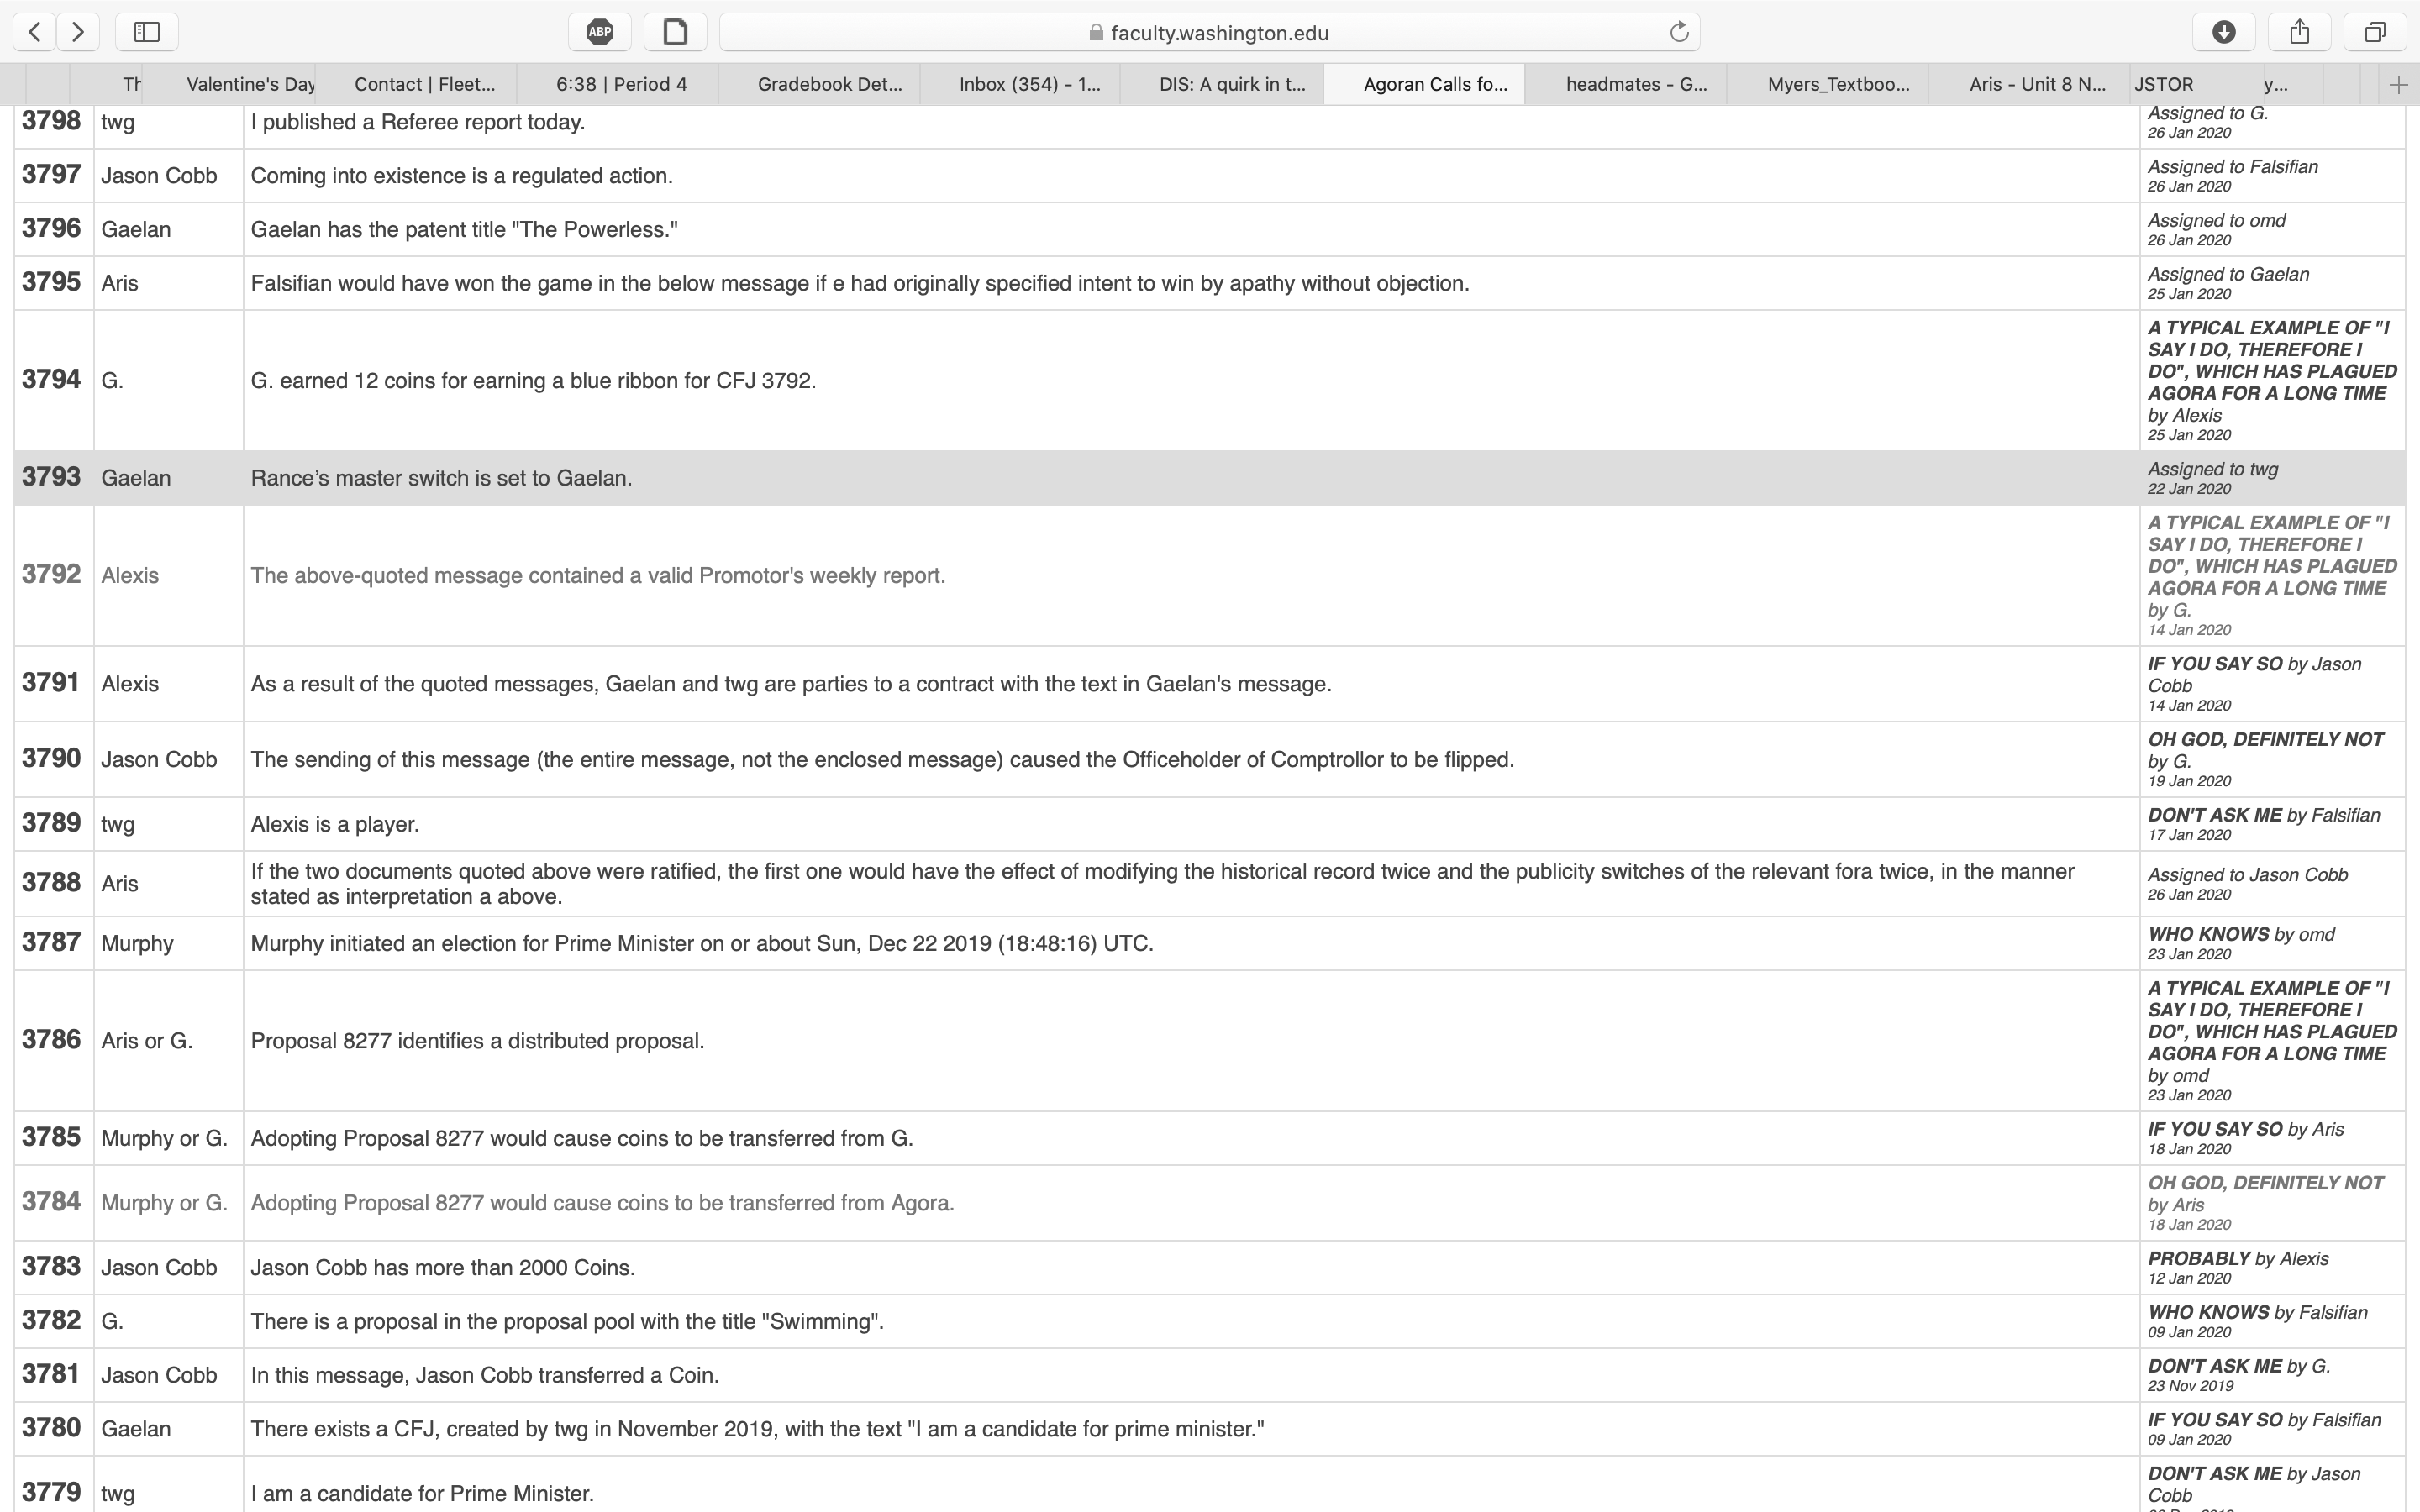 ABP
faculty.washington.edu
Th
Valentine's Day
Contact | Fleet...
6:38 | Period 4
Gradebook Det...
Inbox (354) - 1...
DIS: A quirk in t...
Agoran Calls fo...
headmates - G...
Myers_Textboo...
Aris - Unit 8 N...
JSTOR
y...
3798 twg I published a Referee report today. Assigned to G.
26 Jan 2020
3797 Jason Cobb Coming into existence is a regulated action. Assigned to Falsifian
26 Jan 2020
3796 Gaelan Gaelan has the patent title "The Powerless." Assigned to omd
26 Jan 2020
3795 Aris Falsifian would have won the game in the below message if e had originally specified intent to win by apathy without objection. Assigned to Gaelan
25 Jan 2020
3794 G. G. earned 12 coins for earning a blue ribbon for CFJ 3792.
A TYPICAL EXAMPLE OF "I
SAY I DO, THEREFORE I
DO", WHICH HAS PLAGUED
AGORA FOR A LONG TIME
by Alexis
25 Jan 2020
3793 Gaelan Rance’s master switch is set to Gaelan. Assigned to twg
22 Jan 2020
3792 Alexis The above-quoted message contained a valid Promotor's weekly report.
A TYPICAL EXAMPLE OF "I
SAY I DO, THEREFORE I
DO", WHICH HAS PLAGUED
AGORA FOR A LONG TIME
by G.
14 Jan 2020
3791 Alexis As a result of the quoted messages, Gaelan and twg are parties to a contract with the text in Gaelan's message.
IF YOU SAY SO by Jason
Cobb
14 Jan 2020
3790 Jason Cobb The sending of this message (the entire message, not the enclosed message) caused the Officeholder of Comptrollor to be flipped.
OH GOD, DEFINITELY NOT
by G.
19 Jan 2020
3789 twg Alexis is a player. DON'T ASK ME by Falsifian
17 Jan 2020
3788 Aris
If the two documents quoted above were ratified, the first one would have the effect of modifying the historical record twice and the publicity switches of the relevant fora twice, in the manner
stated as interpretation a above.
Assigned to Jason Cobb
26 Jan 2020
3787 Murphy Murphy initiated an election for Prime Minister on or about Sun, Dec 22 2019 (18:48:16) UTC. WHO KNOWS by omd
23 Jan 2020
3786 Aris or G. Proposal 8277 identifies a distributed proposal.
A TYPICAL EXAMPLE OF "I
SAY I DO, THEREFORE I
DO", WHICH HAS PLAGUED
AGORA FOR A LONG TIME
by omd
23 Jan 2020
3785 Murphy or G. Adopting Proposal 8277 would cause coins to be transferred from G. IF YOU SAY SO by Aris
18 Jan 2020
3784 Murphy or G. Adopting Proposal 8277 would cause coins to be transferred from Agora.
OH GOD, DEFINITELY NOT
by Aris
18 Jan 2020
3783 Jason Cobb Jason Cobb has more than 2000 Coins. PROBABLY by Alexis
12 Jan 2020
3782 G. There is a proposal in the proposal pool with the title "Swimming". WHO KNOWS by Falsifian
09 Jan 2020
3781 Jason Cobb In this message, Jason Cobb transferred a Coin. DON'T ASK ME by G.
23 Nov 2019
3780 Gaelan There exists a CFJ, created by twg in November 2019, with the text "I am a candidate for prime minister." IF YOU SAY SO by Falsifian
09 Jan 2020
3779 twg I am a candidate for Prime Minister.
DON'T ASK ME by Jason
Cobb